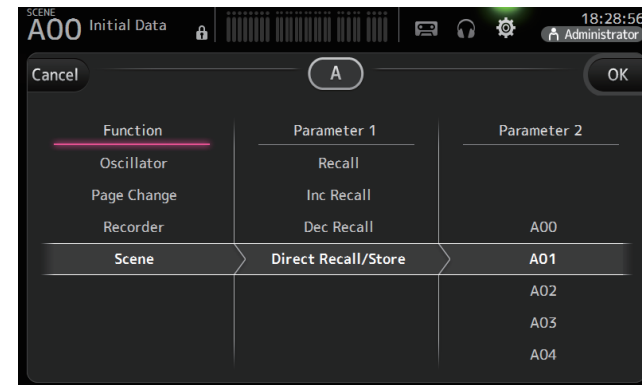 SCENE
A00 Initial Data
18:28:56
Administrator
Cancel
A
OK
Function
Parameter 1
Parameter 2
Oscillator
Recall
Page Change
Inc Recall
Recorder
Dec Recall
A00
Scene
Direct Recall/Store
A01
A02
A03
A04